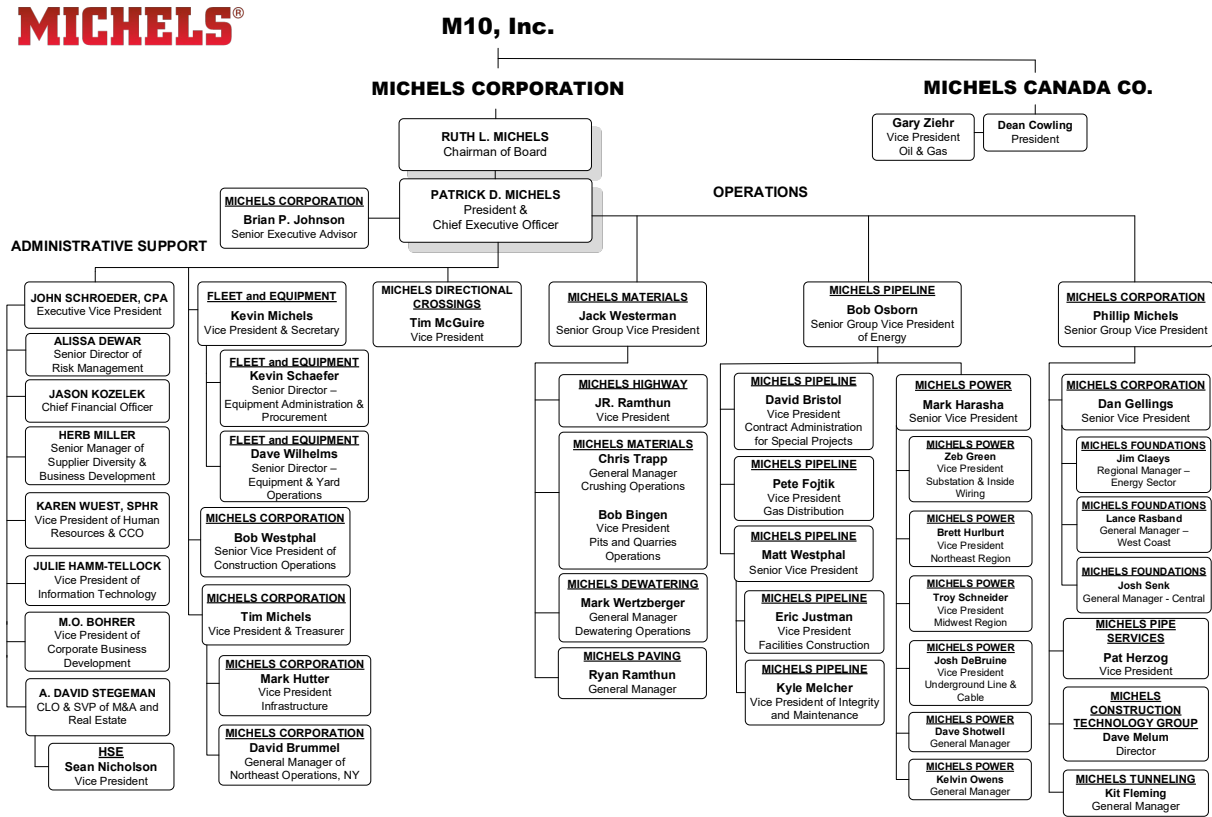 MICHELS®
M10, Inc.
MICHELS CORPORATION
MICHELS CANADA CO.
Gary Ziehr
Vice President
Oil & Gas
Dean Cowling
President
RUTH L. MICHELS
Chairman of Board
PATRICK D. MICHELS
President &
Chief Executive Officer
MICHELS CORPORATION
Brian P. Johnson
Senior Executive Advisor
OPERATIONS
ADMINISTRATIVE SUPPORT
JOHN SCHROEDER, CPA
Executive Vice President
ALISSA DEWAR
Senior Director of
Risk Management
JASON KOZELEK
Chief Financial Officer
HERB MILLER
Senior Manager of
Supplier Diversity &
Business Development
KAREN WUEST, SPHR
Vice President of Human
Resources & CCO
JULIE HAMM-TELLOCK
Vice President of
Information Technology
M.O. BOHRER
Vice President of
Corporate Business
Development
A. DAVID STEGEMAN
CLO & SVP of M&A and
Real Estate
HSE
Sean Nicholson
Vice President
FLEET and EQUIPMENT
Kevin Michels
Vice President & Secretary
FLEET and EQUIPMENT
Kevin Schaefer
Senior Director –
Equipment Administration &
Procurement
FLEET and EQUIPMENT
Dave Wilhelms
Senior Director –
Equipment & Yard
Operations
MICHELS CORPORATION
Bob Westphal
Senior Vice President of
Construction Operations
MICHELS CORPORATION
Tim Michels
Vice President & Treasurer
MICHELS CORPORATION
Mark Hutter
Vice President
Infrastructure
MICHELS CORPORATION
David Brummel
General Manager of
Northeast Operations, NY
MICHELS DIRECTIONAL
CROSSINGS
Tim McGuire
Vice President
MICHELS MATERIALS
Jack Westerman
Senior Group Vice President
MICHELS HIGHWAY
JR. Ramthun
Vice President
MICHELS MATERIALS
Chris Trapp
General Manager
Crushing Operations
Bob Bingen
Vice President
Pits and Quarries
Operations
MICHELS DEWATERING
Mark Wertzberger
General Manager
Dewatering Operations
MICHELS PAVING
Ryan Ramthun
General Manager
MICHELS PIPELINE
Bob Osborn
Senior Group Vice President
of Energy
MICHELS PIPELINE
David Bristol
Vice President
Contract Administration
for Special Projects
MICHELS PIPELINE
Pete Fojtik
Vice President
Gas Distribution
MICHELS PIPELINE
Matt Westphal
Senior Vice President
MICHELS PIPELINE
Eric Justman
Vice President
Facilities Construction
MICHELS PIPELINE
Kyle Melcher
Vice President of Integrity
and Maintenance
MICHELS POWER
Mark Harasha
Senior Vice President
MICHELS POWER
Zeb Green
Vice President
Substation & Inside
Wiring
MICHELS POWER
Brett Hurlburt
Vice President
Northeast Region
MICHELS POWER
Troy Schneider
Vice President
Midwest Region
MICHELS POWER
Josh DeBruine
Vice President
Underground Line &
Cable
MICHELS POWER
Dave Shotwell
General Manager
MICHELS POWER
Kelvin Owens
General Manager
MICHELS CORPORATION
Phillip Michels
Senior Group Vice President
MICHELS CORPORATION
Dan Gellings
Senior Vice President
MICHELS FOUNDATIONS
Jim Claeys
Regional Manager –
Energy Sector
MICHELS FOUNDATIONS
Lance Rasband
General Manager –
West Coast
MICHELS FOUNDATIONS
Josh Senk
General Manager - Central
MICHELS PIPE
SERVICES
Pat Herzog
Vice President
MICHELS
CONSTRUCTION
TECHNOLOGY GROUP
Dave Melum
Director
MICHELS TUNNELING
Kit Fleming
General Manager